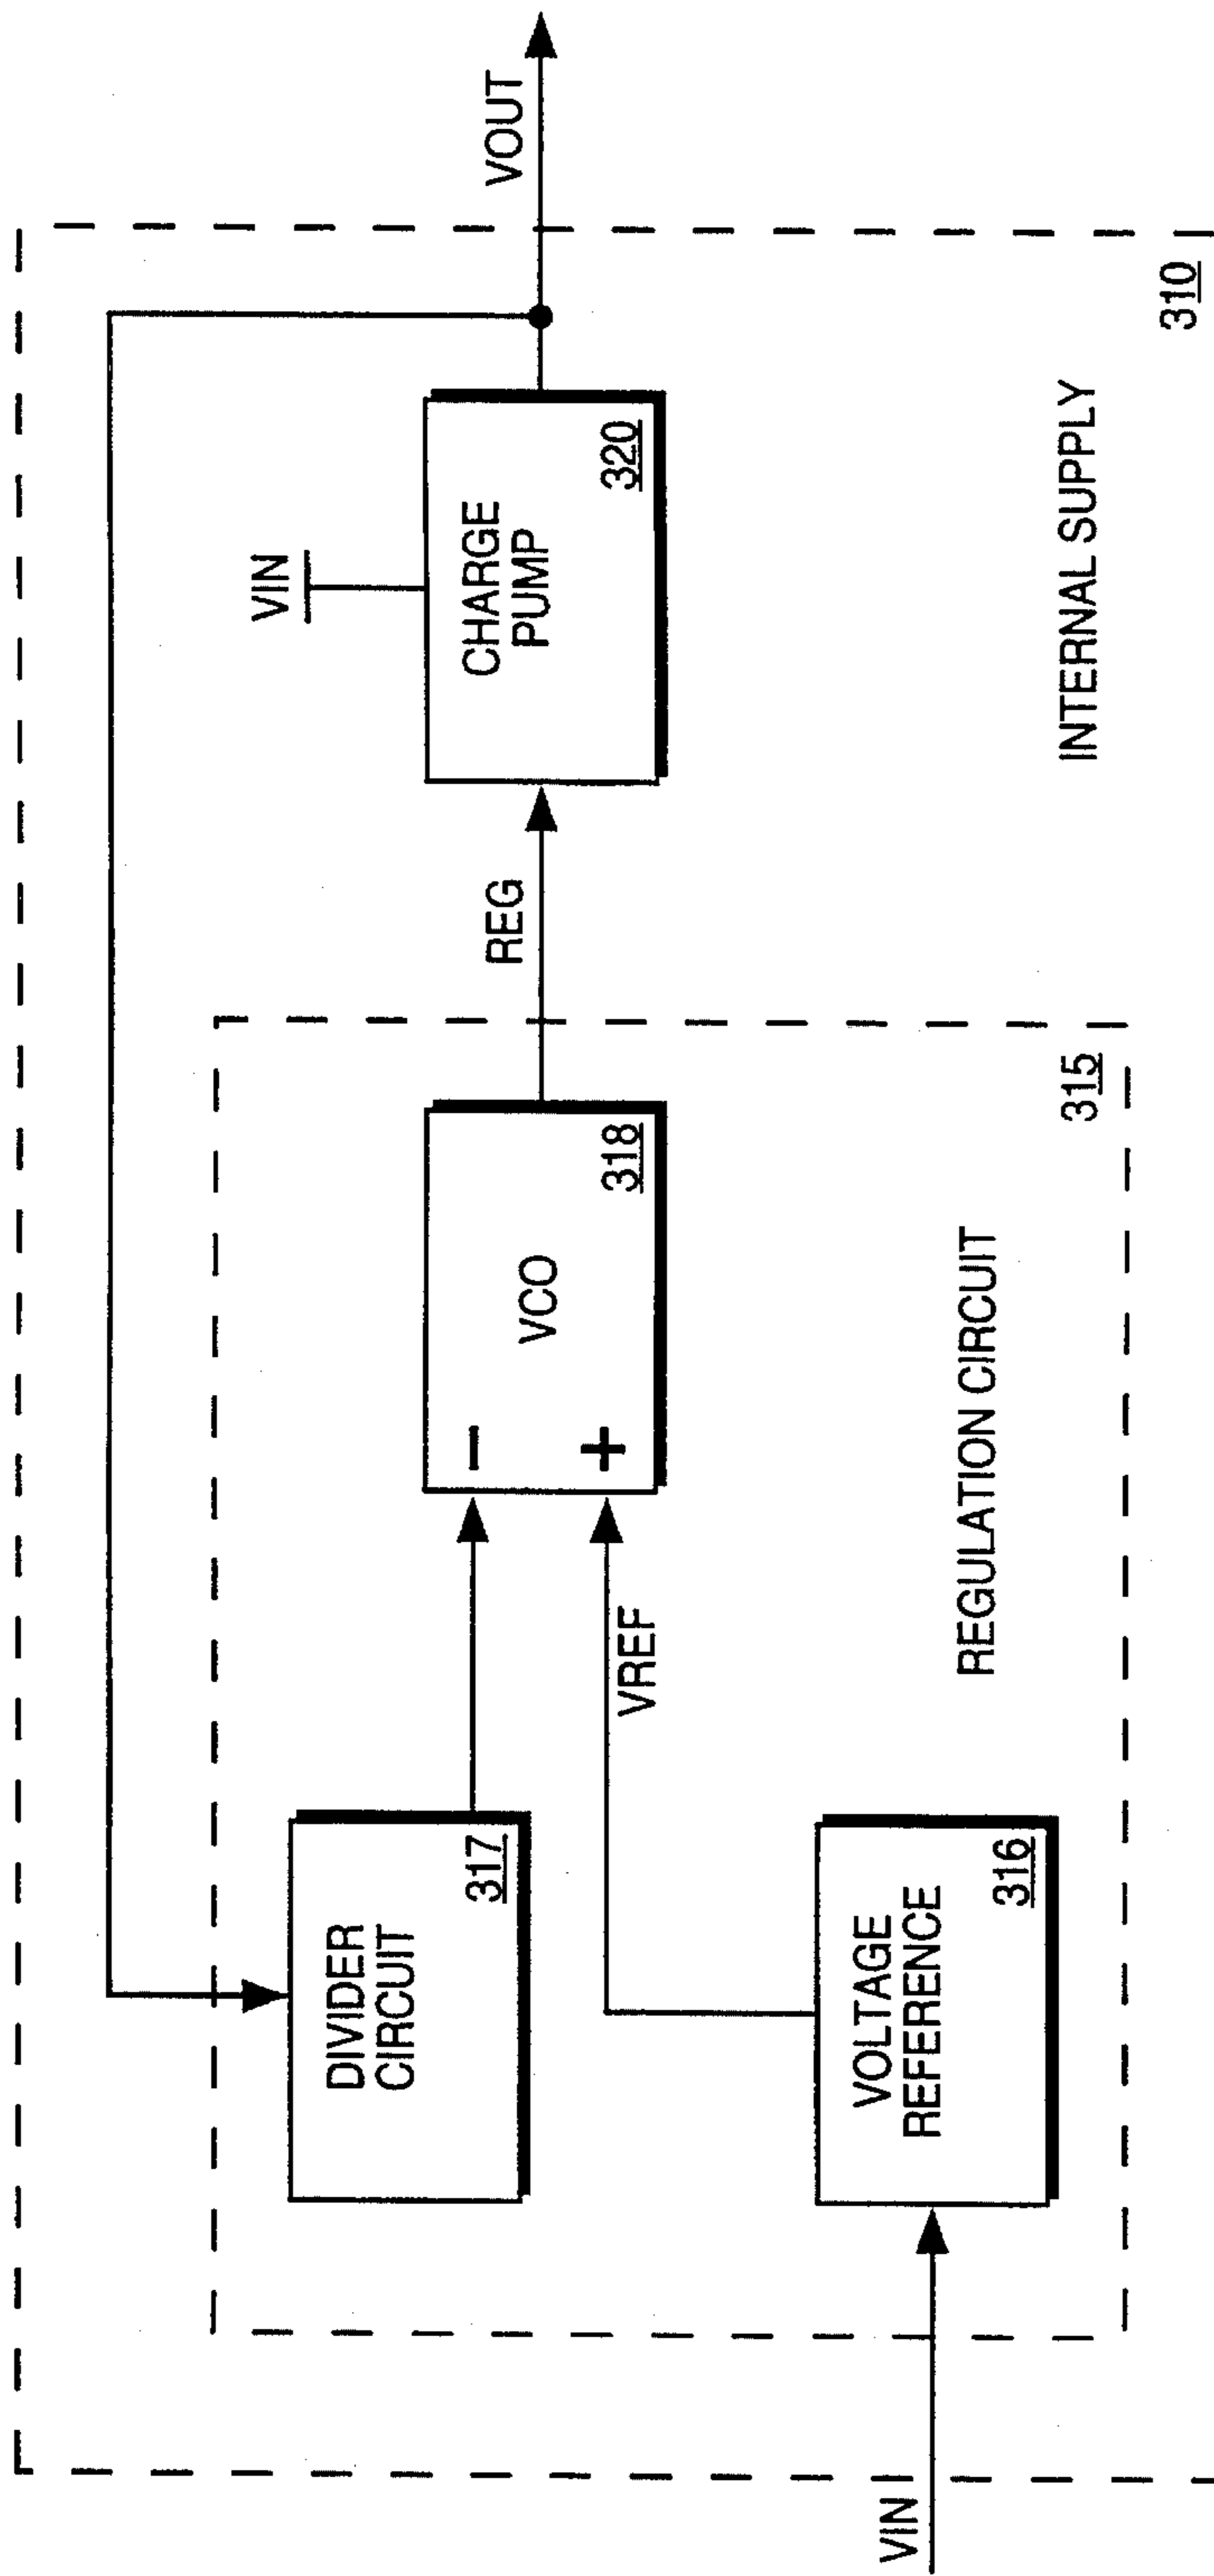 VIN
DIVIDER
CIRCUIT
317
VOLTAGE
REFERENCE
316
VREF
−
+
VCO
318
REGULATION CIRCUIT
315
REG
VIN
CHARGE
PUMP
320
VOUT
INTERNAL SUPPLY
310